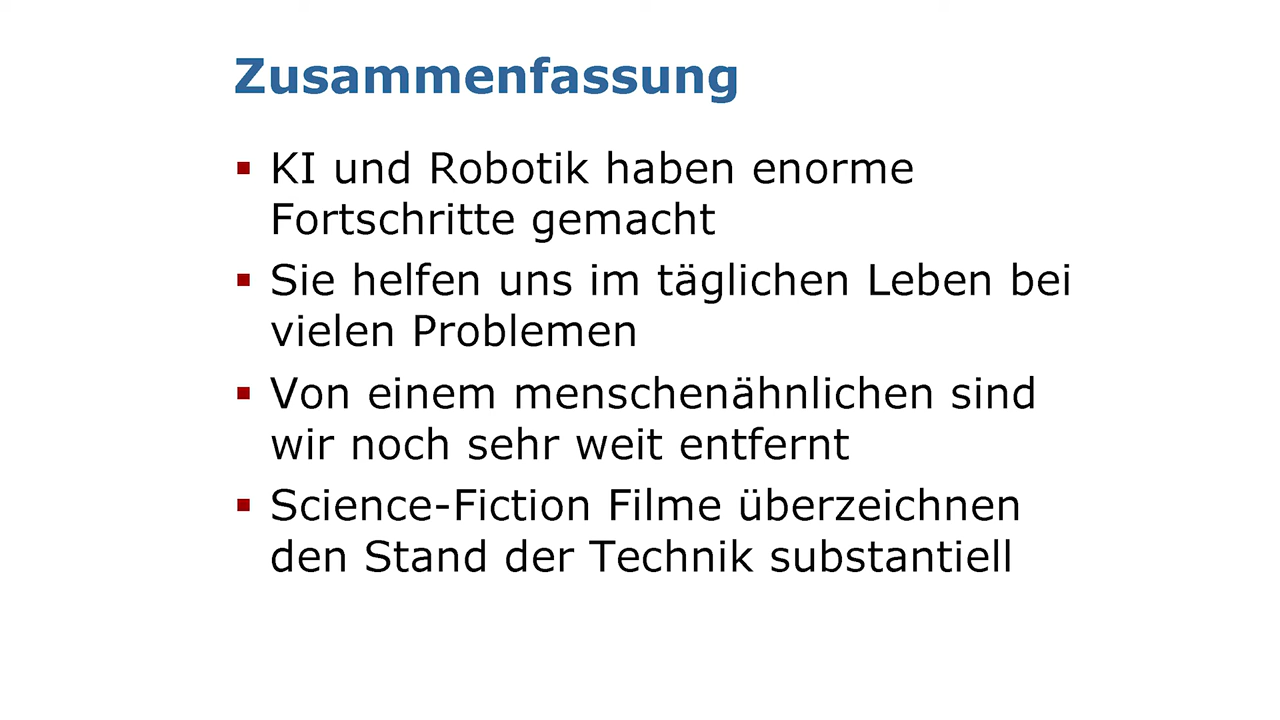 Zusammenfassung
▪ KI und Robotik haben enorme
Fortschritte gemacht
▪ Sie helfen uns im täglichen Leben bei
vielen Problemen
▪ Von einem menschenähnlichen sind
wir noch sehr weit entfernt
▪ Science-Fiction Filme überzeichnen
den Stand der Technik substantiell